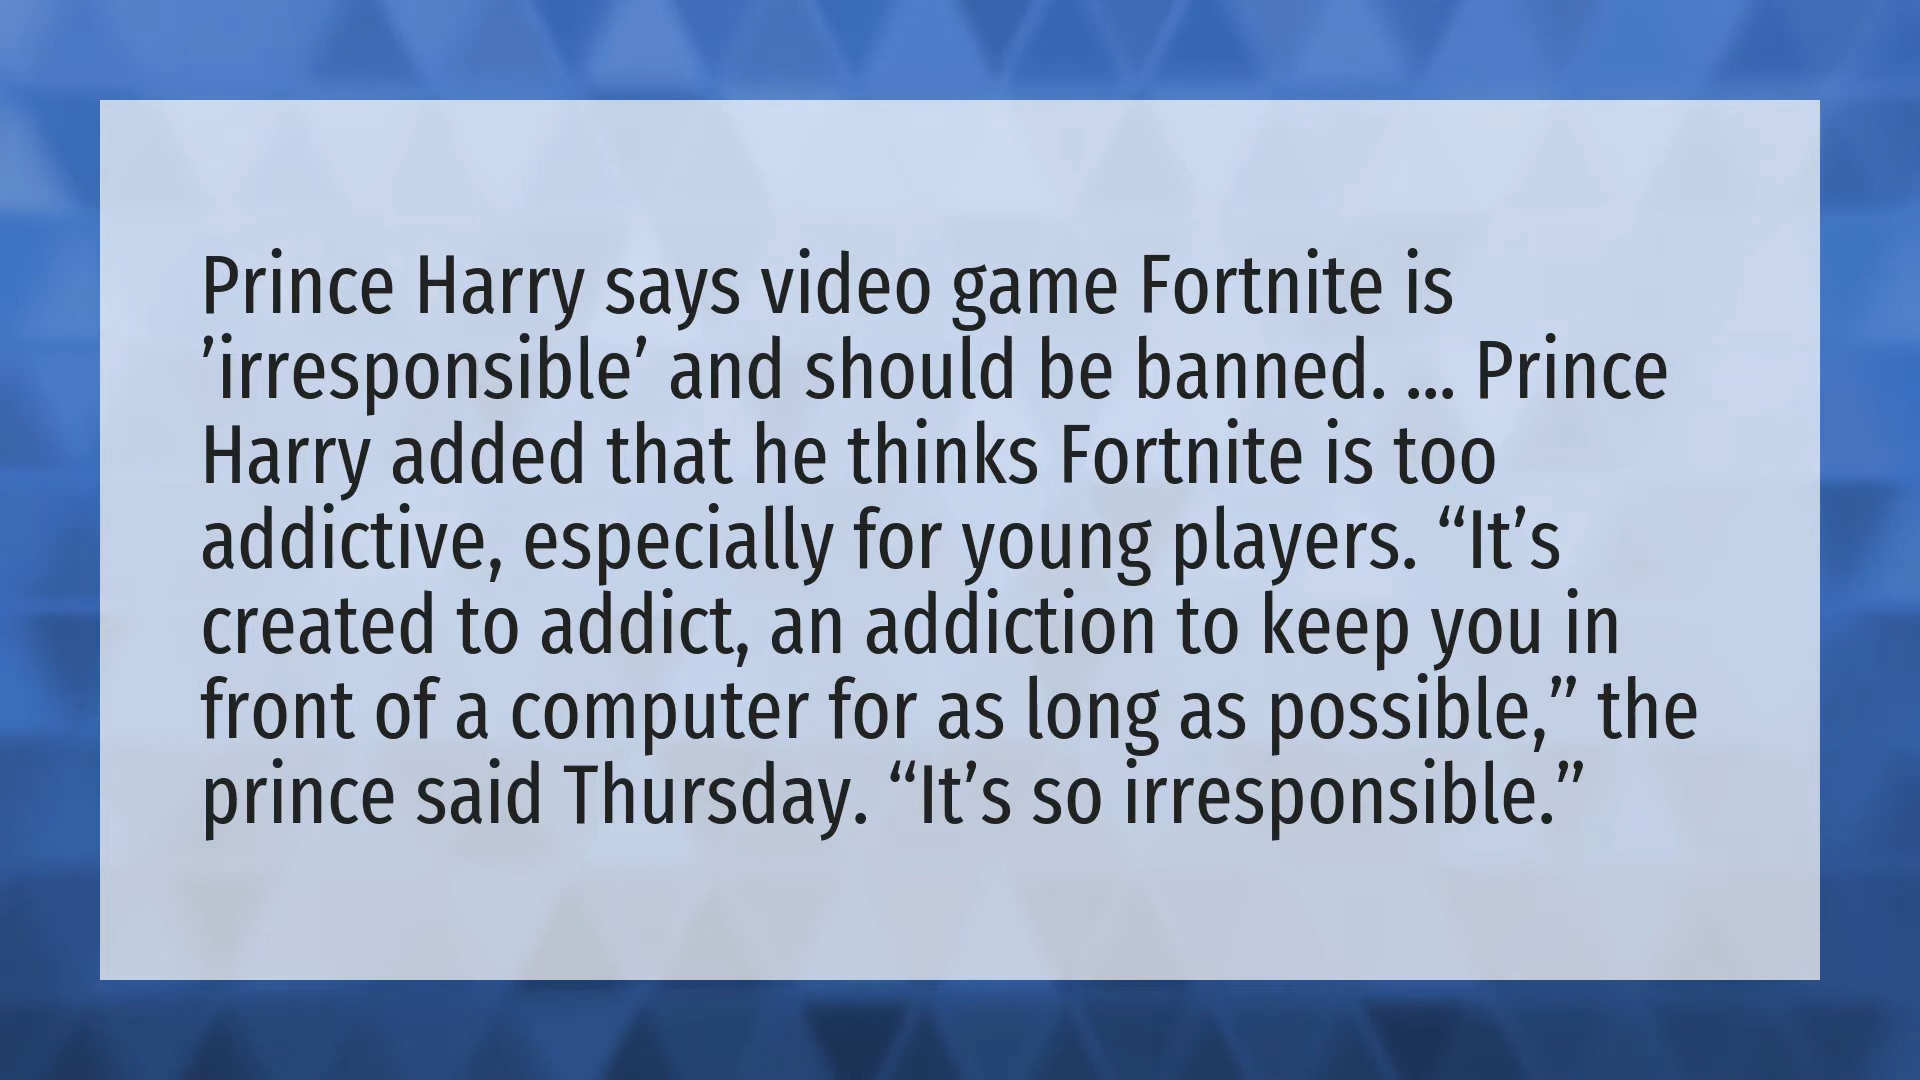 Prince Harry says video game Fortnite is
’irresponsible’ and should be banned. ... Prince
Harry added that he thinks Fortnite is too
addictive, especially for young players. “It’s
created to addict, an addiction to keep you in
front of a computer for as long as possible,” the
prince said Thursday. “It’s so irresponsible.”